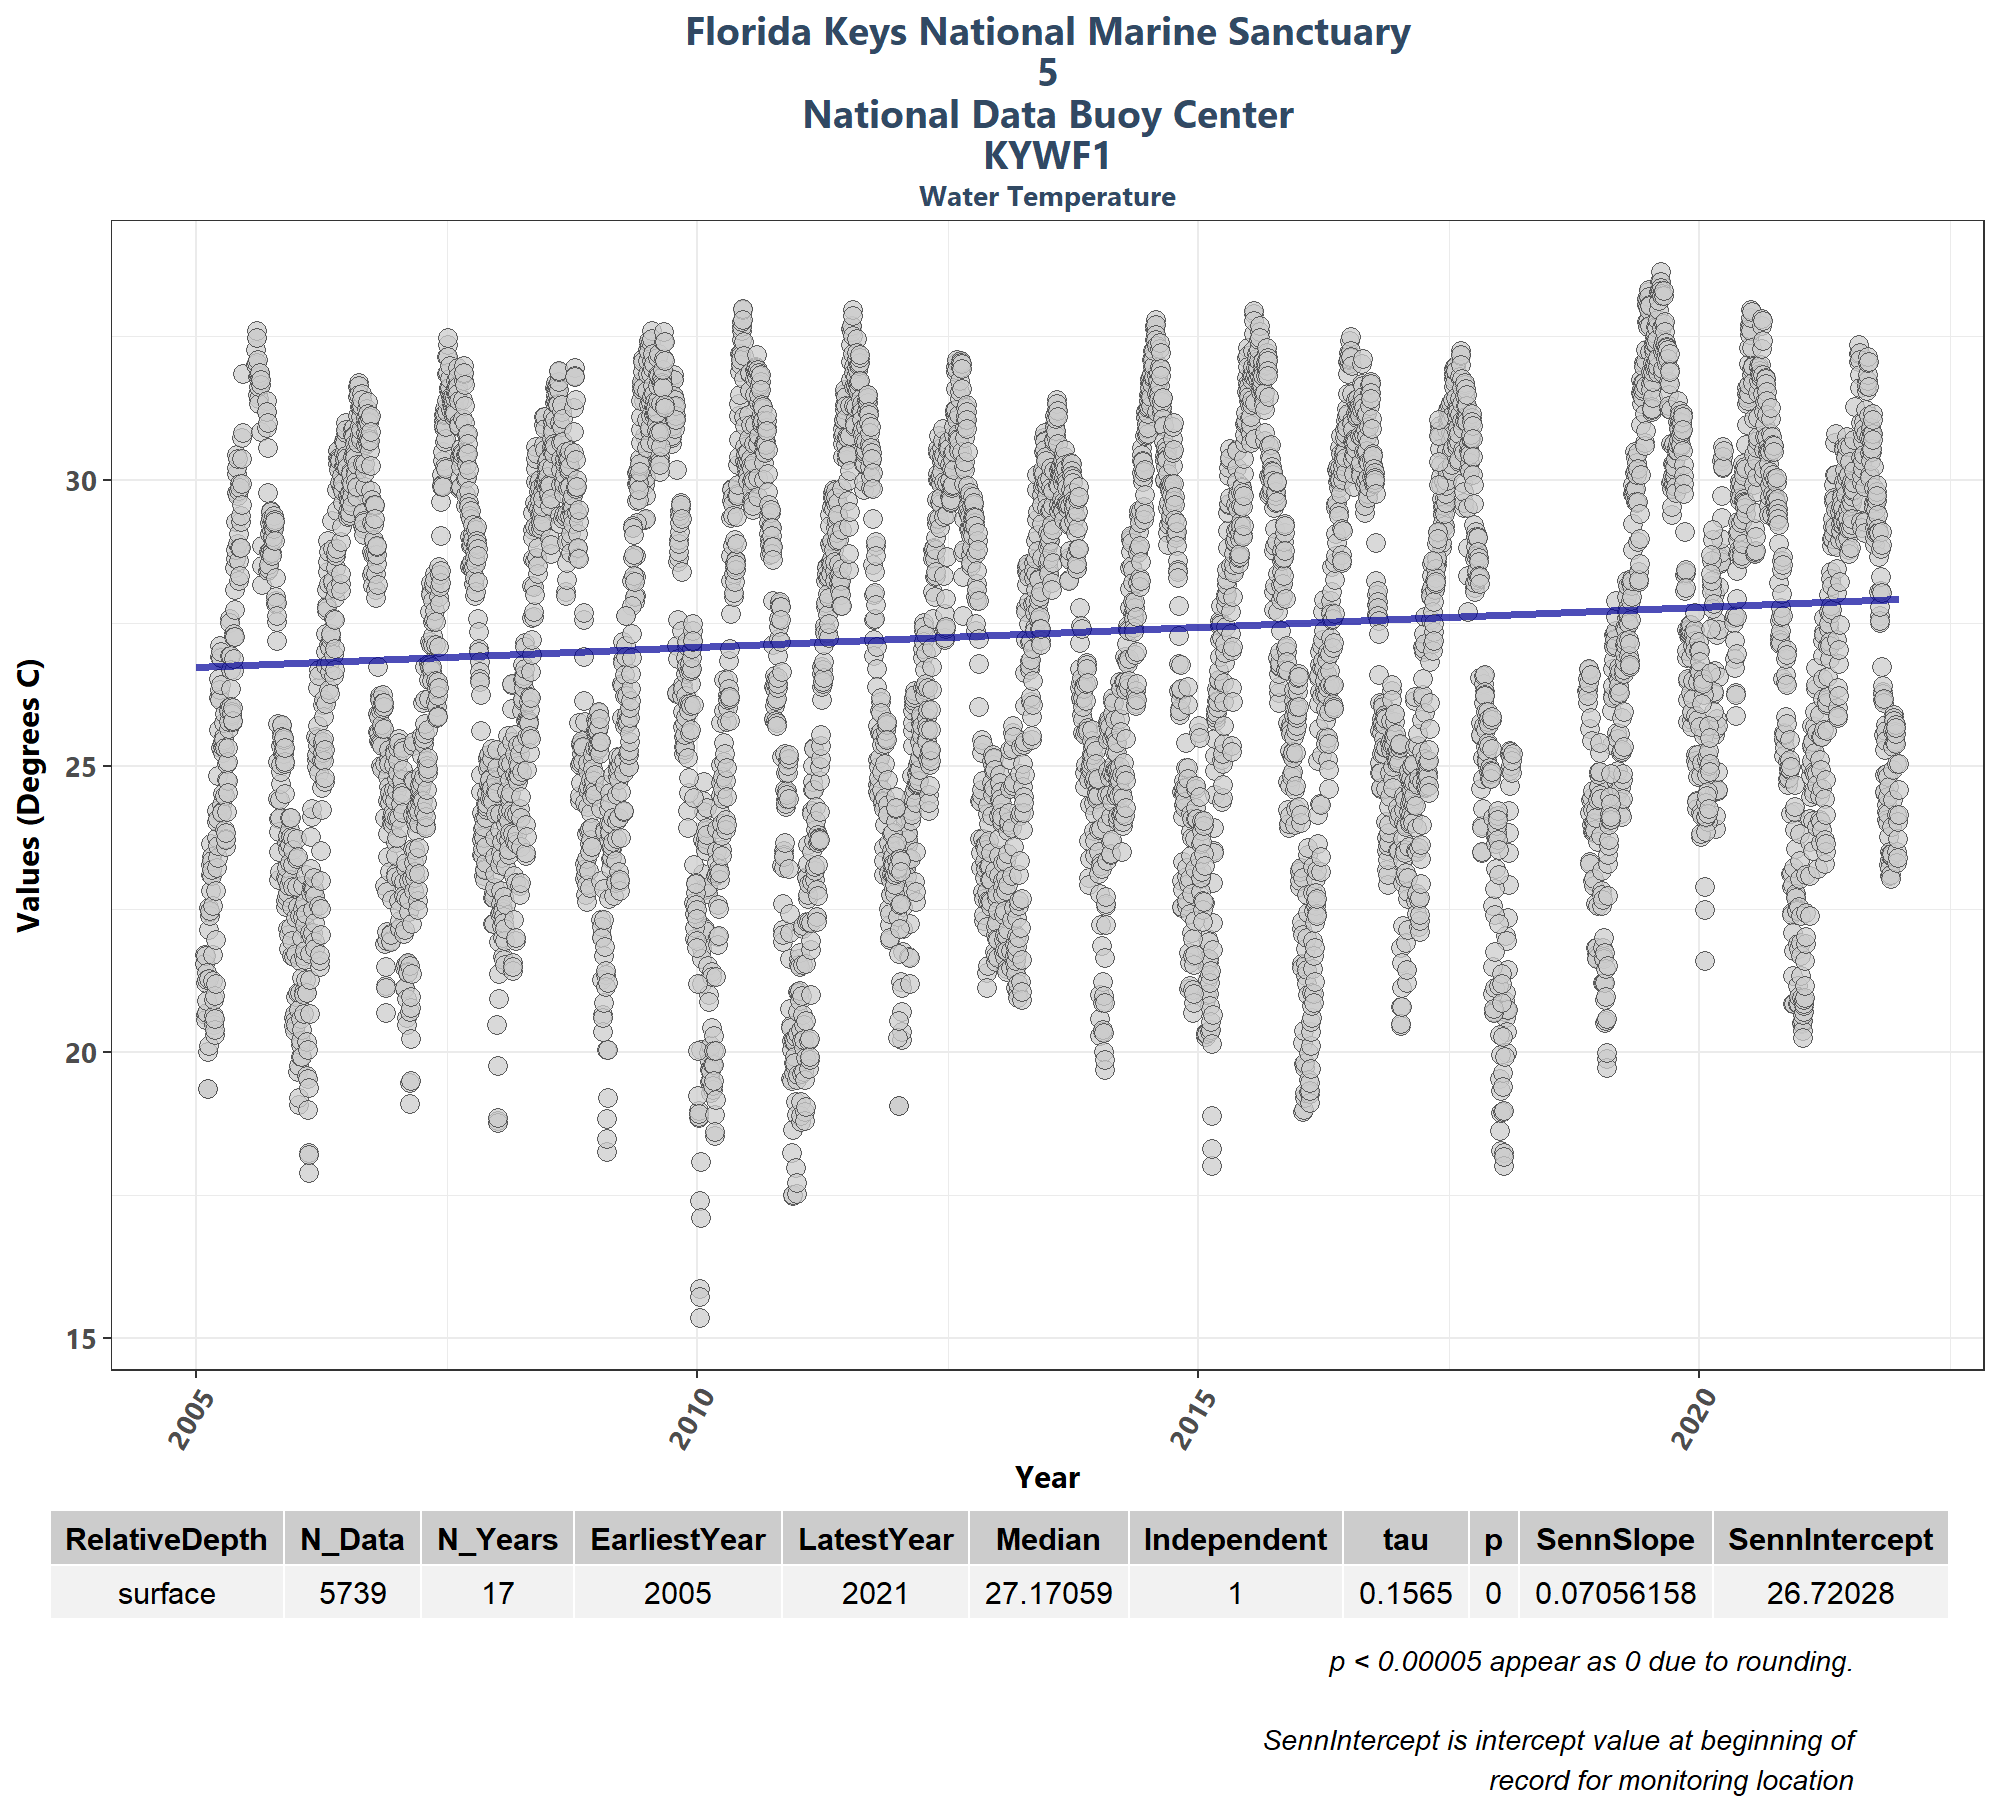 Florida Keys National Marine Sanctuary
5
National Data Buoy Center
KYWF1
Water Temperature
Values (Degrees C)
30
25
20
15
2005 2010 2015 2020
Year
RelativeDepth N_Data N_Years EarliestYear LatestYear Median Independent tau p SennSlope SennIntercept
surface 5739 17 2005 2021 27.17059 1 0.1565 0 0.07056158 26.72028
p < 0.00005 appear as 0 due to rounding.
SennIntercept is intercept value at beginning of
record for monitoring location